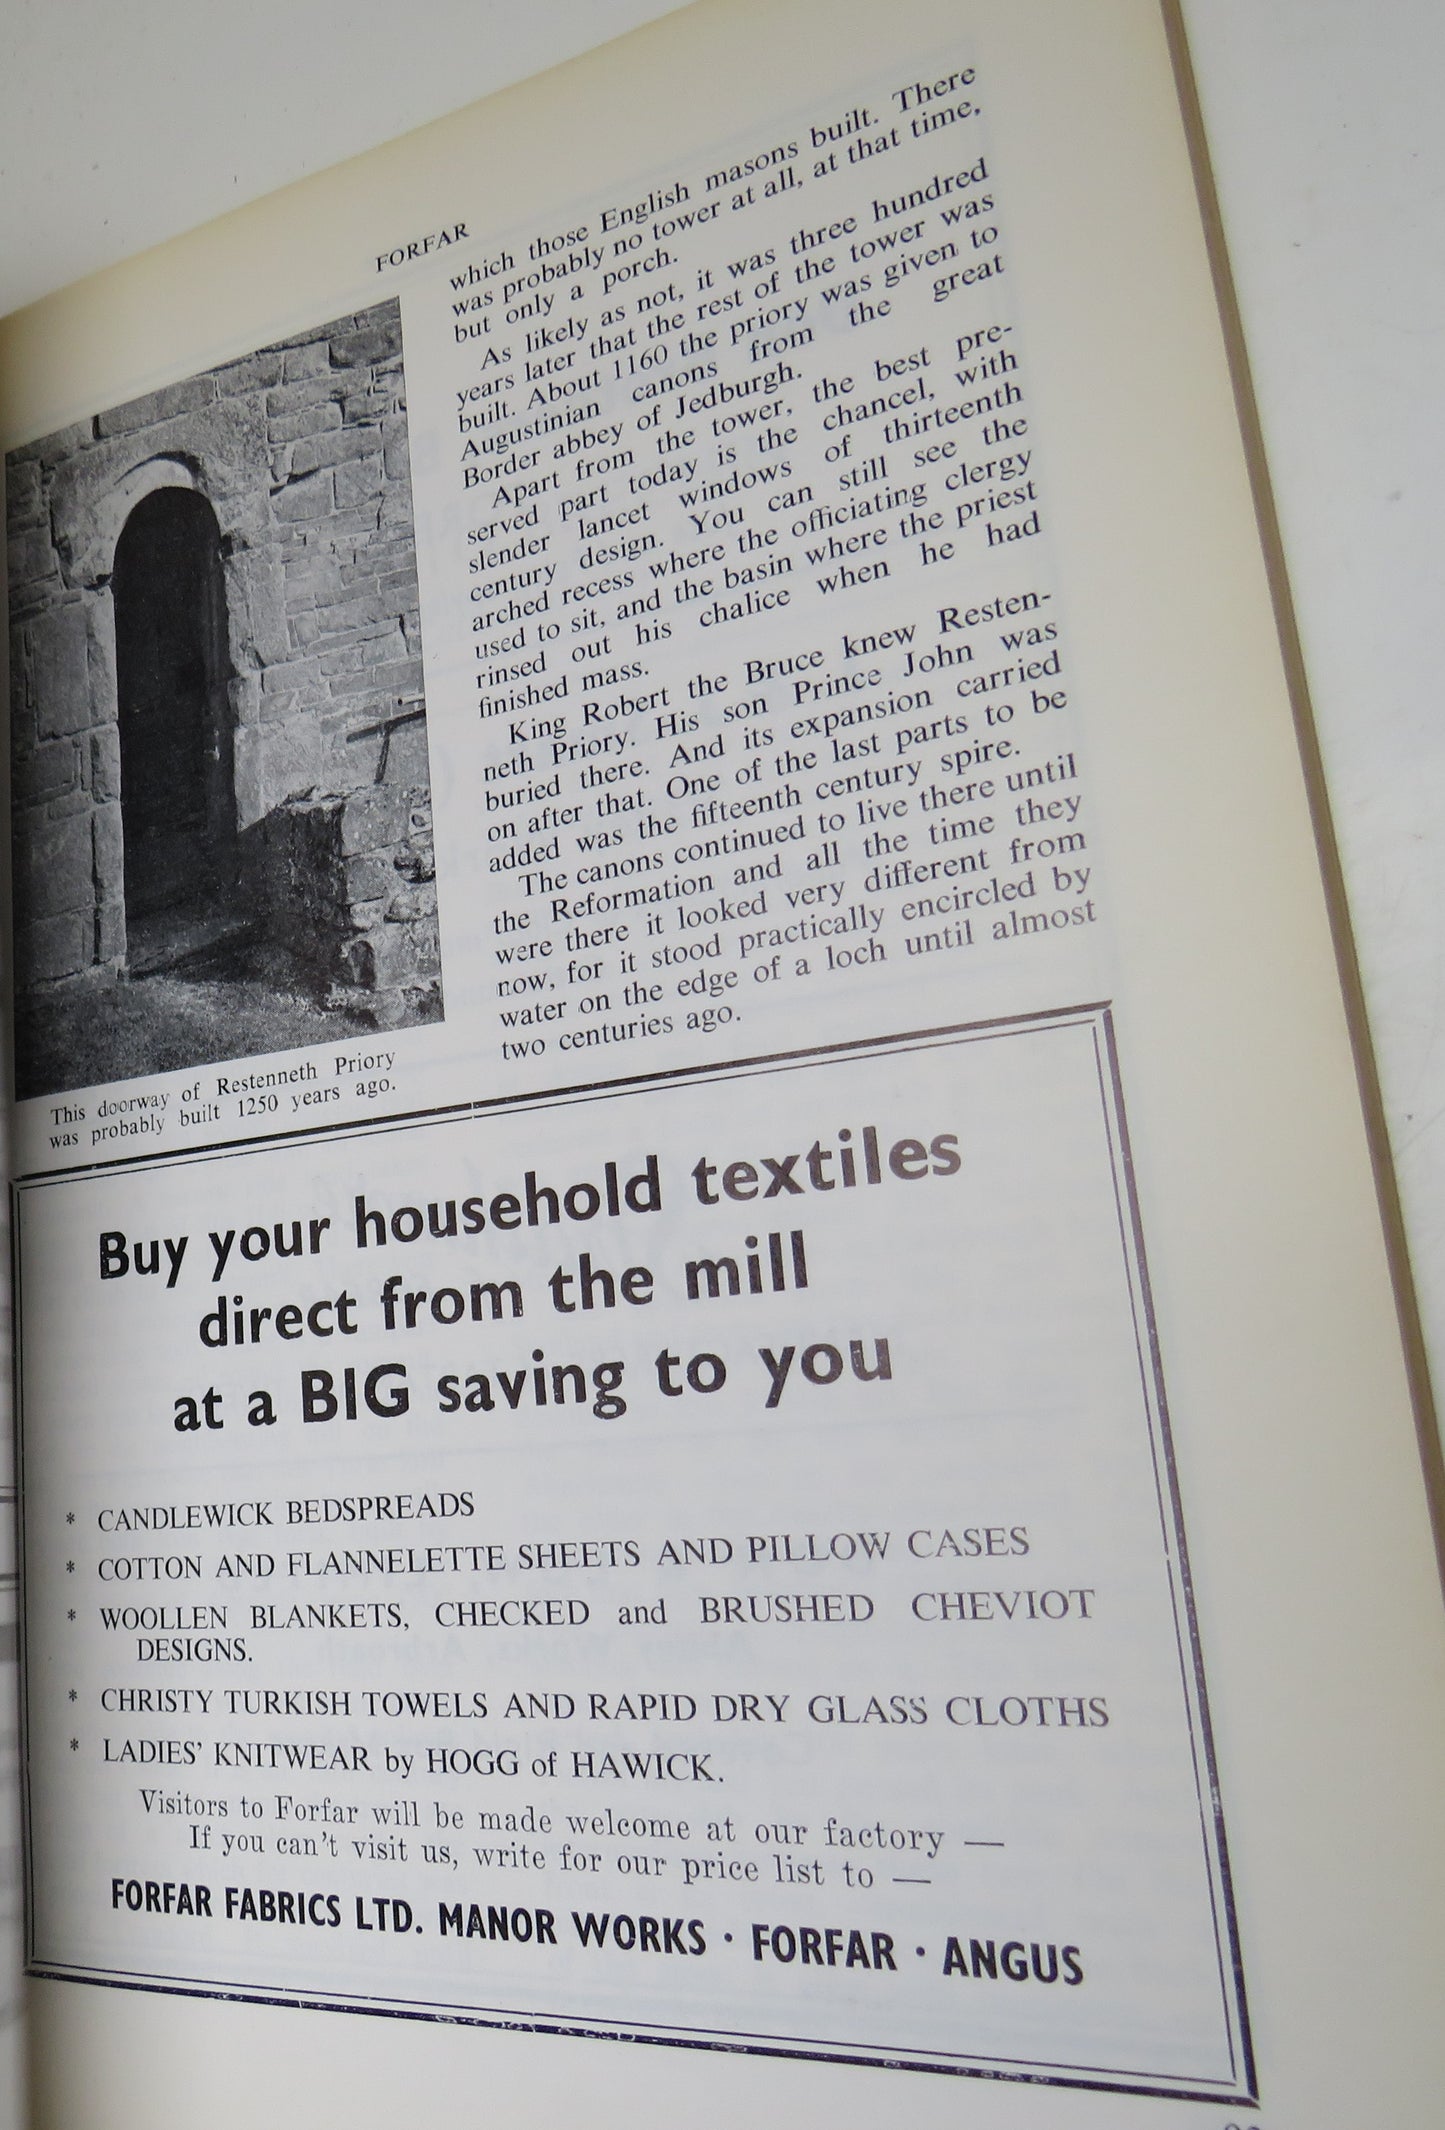 FORFAR
which those English masons built. There
was probably no tower at all, at that time,
but only a porch.
As likely as not, it was three hundred
years later that the rest of the tower was
built. About 1160 the priory was given to
Augustinian canons from the great
Border abbey of Jedburgh.
Apart from the tower, the best pre-
served part today is the chancel, with
slender lancet windows of thirteenth
century design. You can still see the
arched recess where the officiating clergy
used to sit, and the basin where the priest
rinsed out his chalice when he had
finished mass.
King Robert the Bruce knew Resten-
neth Priory. His son Prince John was
buried there. And its expansion carried
on after that. One of the last parts to be
added was the fifteenth century spire.
The canons continued to live there until
the Reformation and all the time they
were there it looked very different from
now, for it stood practically encircled by
water on the edge of a loch until almost
two centuries ago.
This doorway of Restenneth Priory
was probably built 1250 years ago.
Buy your household textiles
direct from the mill
at a BIG saving to you
* CANDLEWICK BEDSPREADS
* COTTON AND FLANNELETTE SHEETS AND PILLOW CASES
* WOOLLEN BLANKETS, CHECKED and BRUSHED CHEVIOT
DESIGNS.
* CHRISTY TURKISH TOWELS AND RAPID DRY GLASS CLOTHS
* LADIES' KNITWEAR by HOGG of HAWICK.
Visitors to Forfar will be made welcome at our factory —
If you can't visit us, write for our price list to —
FORFAR FABRICS LTD. MANOR WORKS · FORFAR · ANGUS